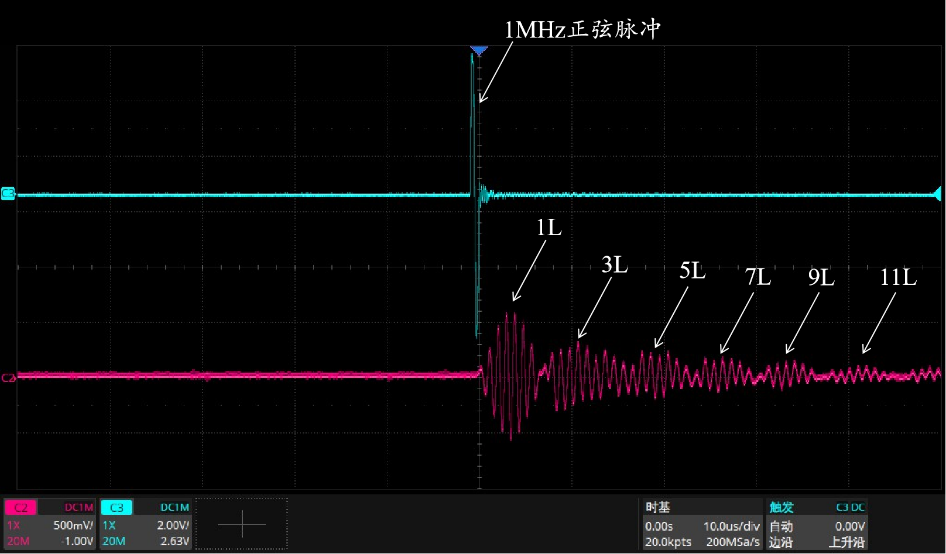 1MHz正弦脉冲
C3
1L
3L
5L
7L
9L
11L
C2
C2 DC1M
1X 500mV/
20M -1.00V
C3 DC1M
1X 2.00V/
20M 2.63V
时基
0.00s 10.0us/div
20.0kpts 200MSa/s
触发 C3 DC
自动 0.00V
边沿 上升沿